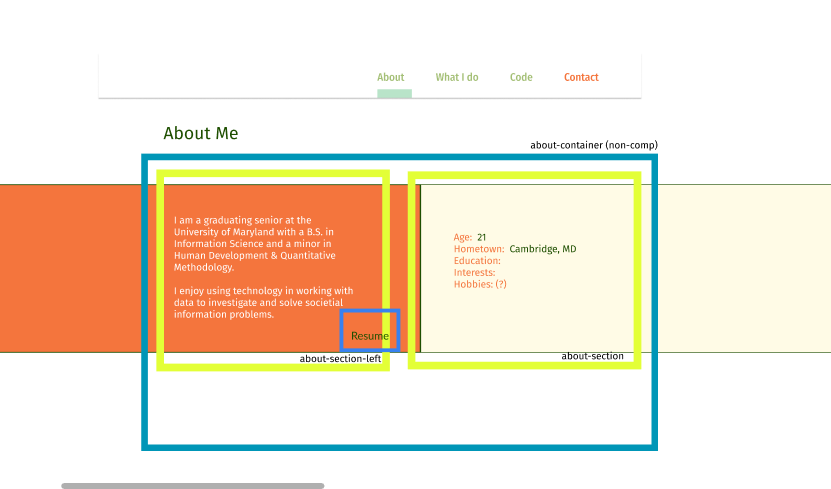 About What I do Code Contact
About Me
about-container (non-comp)
I am a graduating senior at the
University of Maryland with a B.S. in
Information Science and a minor in
Human Development & Quantitative
Methodology.
I enjoy using technology in working with
data to investigate and solve societial
information problems.
Resume
about-section-left
Age: 21
Hometown: Cambridge, MD
Education:
Interests:
Hobbies: (?)
about-section